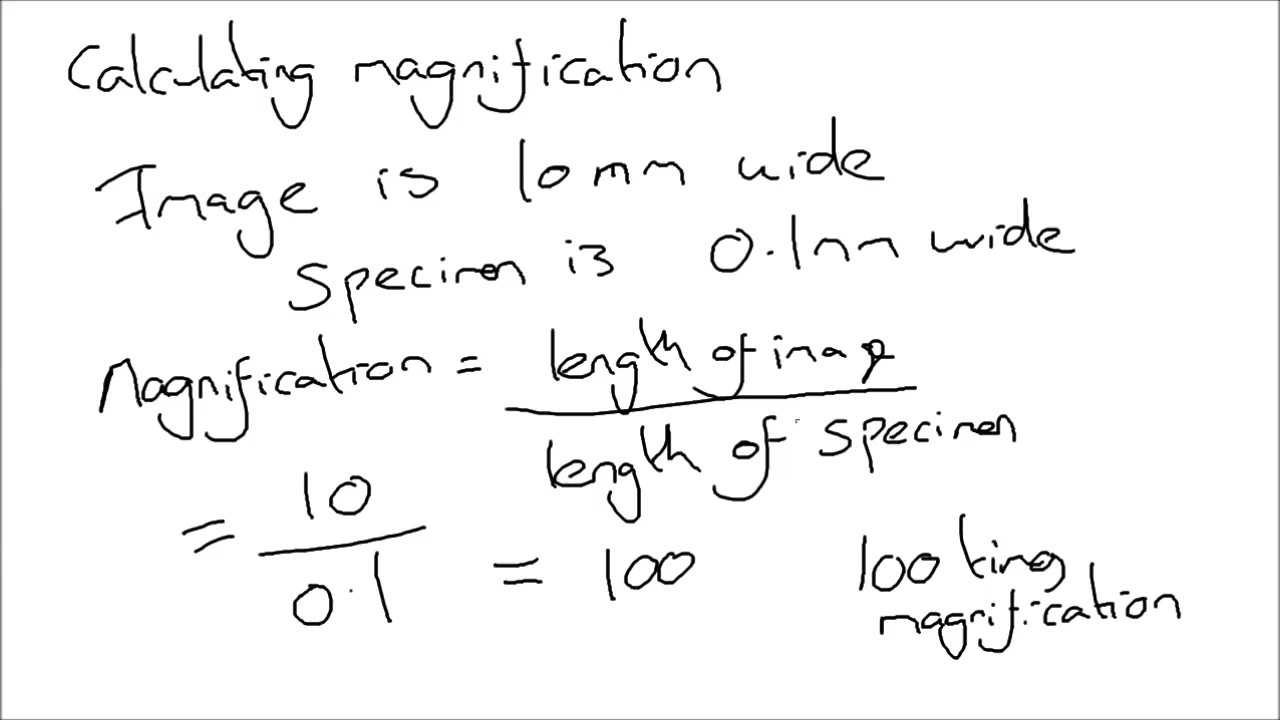 Calculating magnification
Image is 10mm wide
Specimen is 0.1mm wide
Magnification = length of image
length of specimen
= 10
0.1 = 100
100 times
magnification